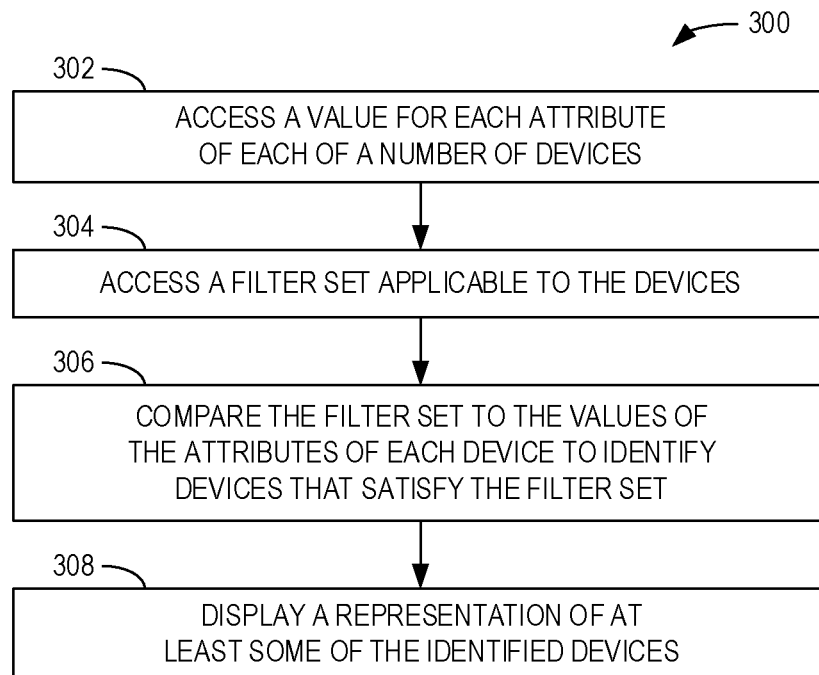 300
302
ACCESS A VALUE FOR EACH ATTRIBUTE
OF EACH OF A NUMBER OF DEVICES
304
ACCESS A FILTER SET APPLICABLE TO THE DEVICES
306
COMPARE THE FILTER SET TO THE VALUES OF
THE ATTRIBUTES OF EACH DEVICE TO IDENTIFY
DEVICES THAT SATISFY THE FILTER SET
308
DISPLAY A REPRESENTATION OF AT
LEAST SOME OF THE IDENTIFIED DEVICES